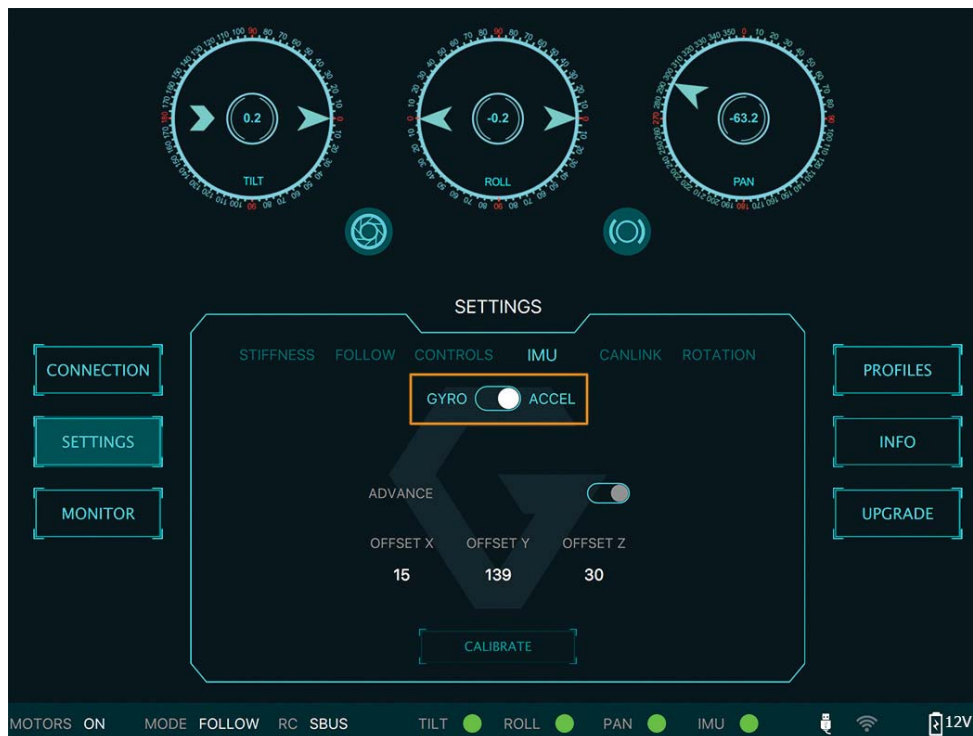 0.2
TILT
-0.2
ROLL
-63.2
PAN
SETTINGS
STIFFNESS FOLLOW CONTROLS IMU CANLINK ROTATION
GYRO ACCEL
CONNECTION
SETTINGS
MONITOR
ADVANCE
OFFSET X OFFSET Y OFFSET Z
15 139 30
CALIBRATE
PROFILES
INFO
UPGRADE
MOTORS ON MODE FOLLOW RC SBUS TILT ROLL PAN IMU 12V